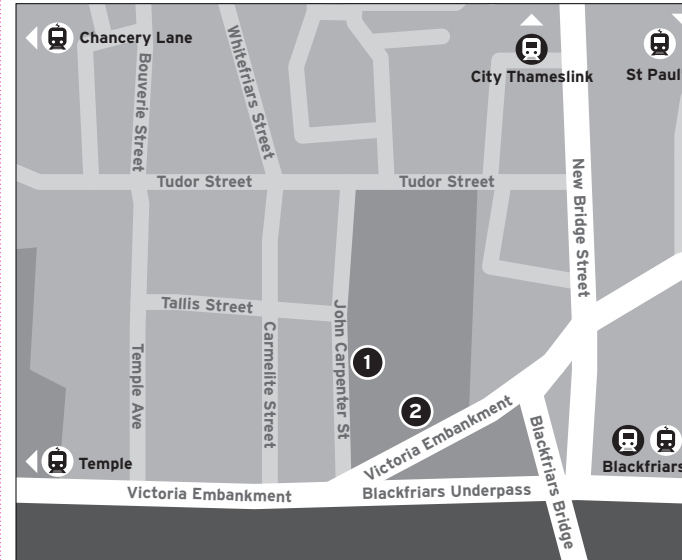 Chancery Lane
City Thameslink
St Paul
Bouverie Street
Whitefriars Street
Tudor Street
Tudor Street
New Bridge Street
Tallis Street
Temple Ave
Carmelite Street
John Carpenter St
1
2
Victoria Embankment
Blackfriars Bridge
Temple
Blackfriars
Victoria Embankment
Blackfriars Underpass